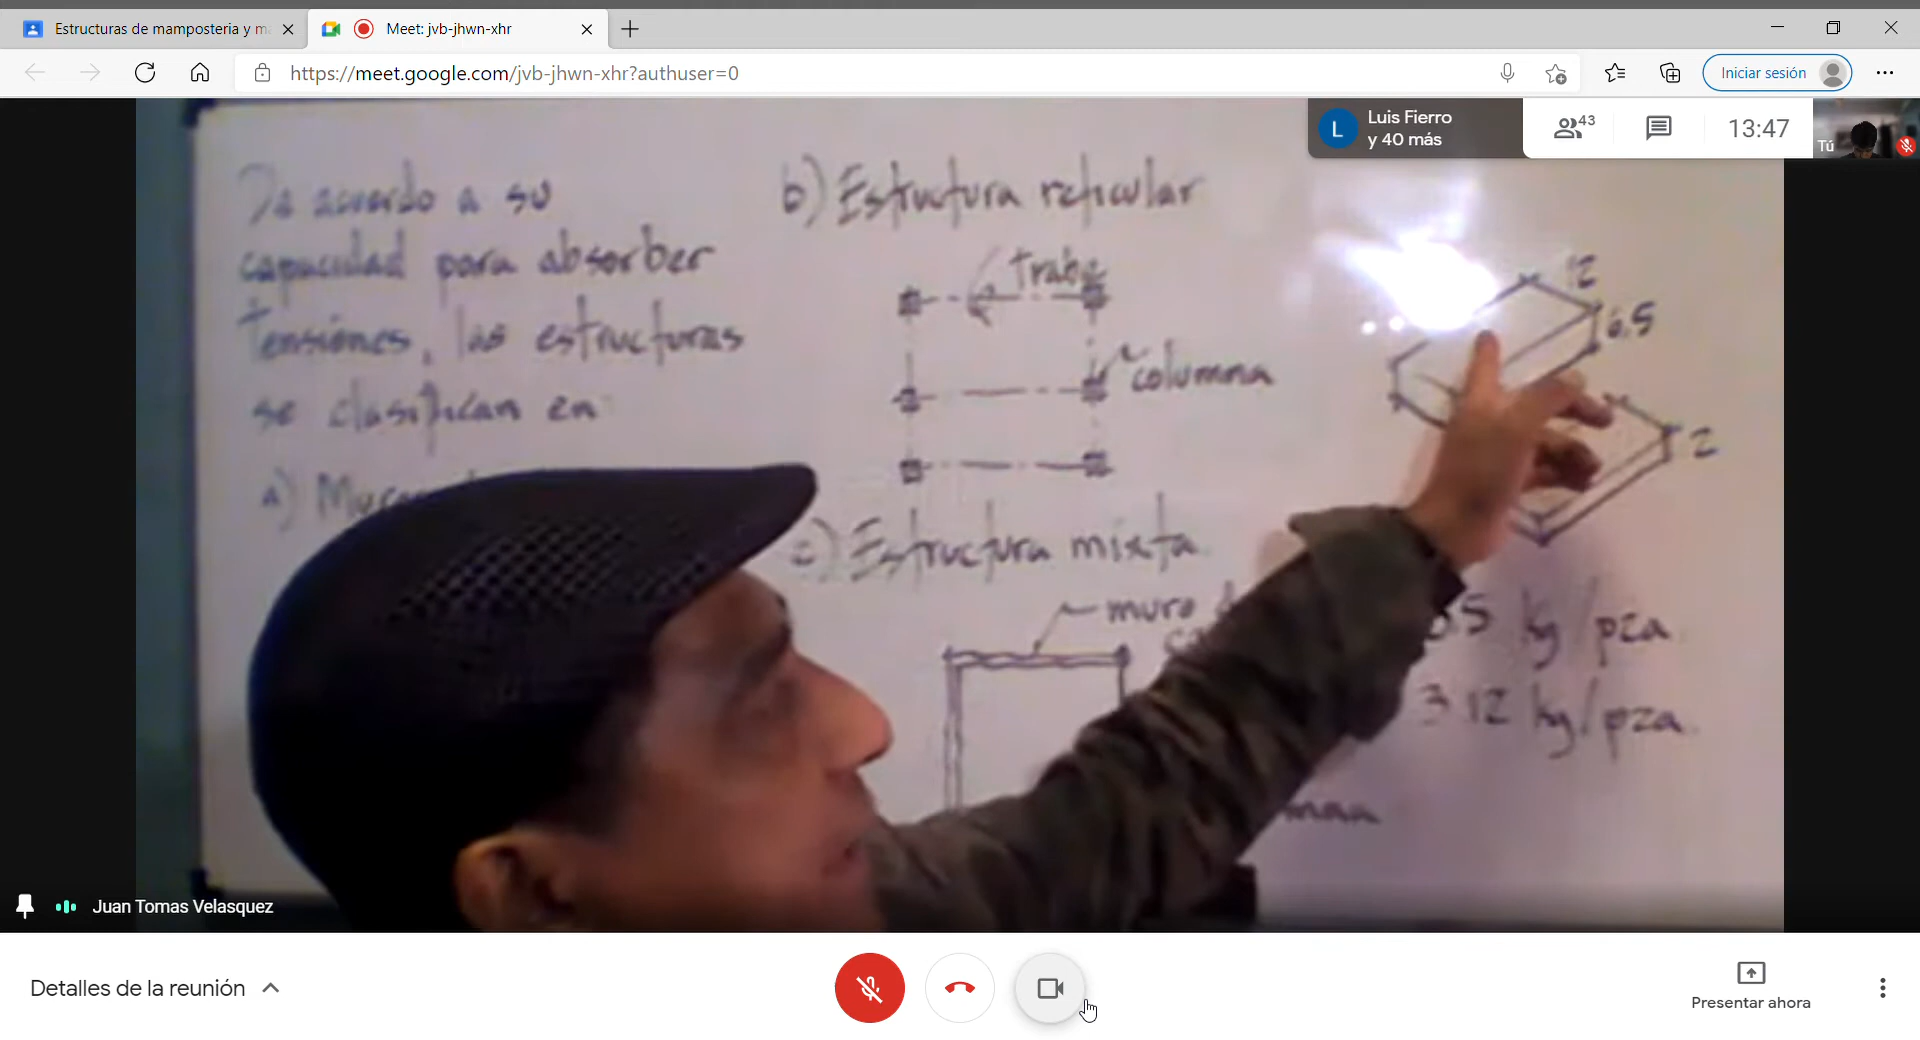 Estructuras de mamposteria y m
Meet: jvb-jhwn-xhr
https://meet.google.com/jvb-jhwn-xhr?authuser=0
Iniciar sesión
Luis Fierro
y 40 más
43
13:47
Tú
De acuerdo a su
capacidad para absorber
tensiones, las estructuras
se clasifican en
a)
b) Estructura reticular
trabe
columna
c) Estructura mixta
muro
12
6.5
2
kg/pza
3.12 kg/pza
Juan Tomas Velasquez
Detalles de la reunión
Presentar ahora